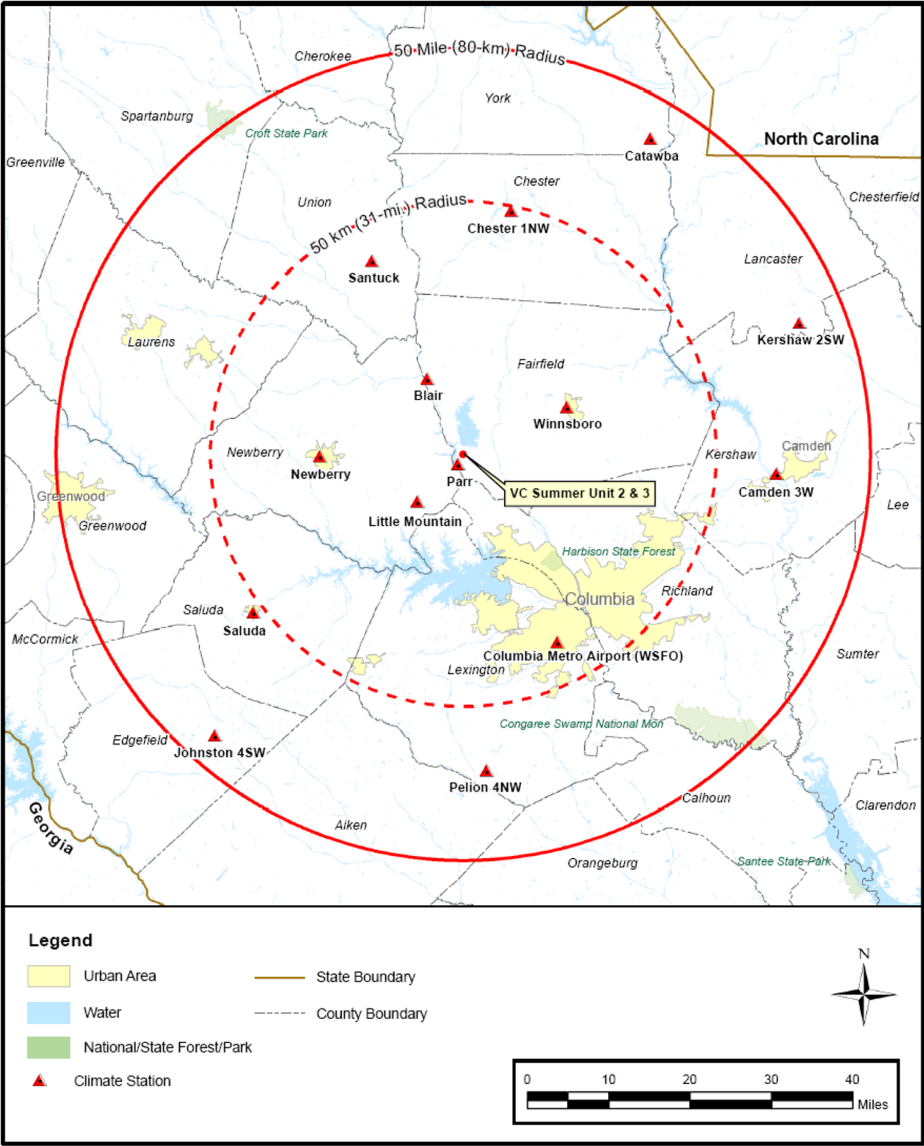 50 Mile (80-km) Radius
Cherokee
York
Spartanburg
Croft State Park
North Carolina
Catawba
Greenville
Chester
Chesterfield
Union
50 km (31-mi.) Radius
Chester 1NW
Lancaster
Santuck
Kershaw 2SW
Laurens
Fairfield
Blair
Winnsboro
Newberry
Kershaw
Camden
Newberry
Parr
Camden 3W
VC Summer Unit 2 & 3
Greenwood
Lee
Little Mountain
Greenwood
Harbison State Forest
Richland
Columbia
Saluda
Saluda
McCormick
Columbia Metro Airport (WSFO)
Sumter
Lexington
Congaree Swamp National Mon
Edgefield
Johnston 4SW
Pelion 4NW
Calhoun
Clarendon
Georgia
Aiken
Orangeburg
Santee State Park
Legend
Urban Area
State Boundary
Water
County Boundary
National/State Forest/Park
Climate Station
N
0 10 20 30 40
Miles